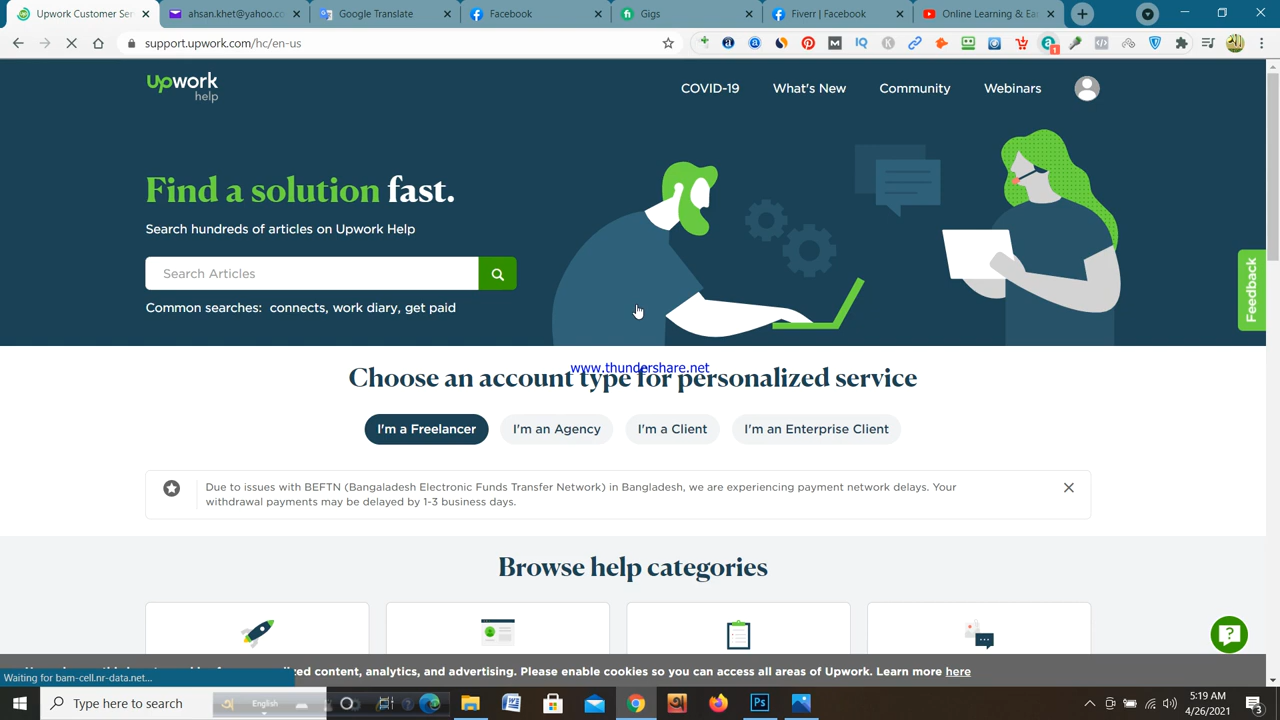 Upwork Customer Ser
ahsan.khet@yahoo.co
Google Translate
Facebook
Gigs
Fiverr | Facebook
Online Learning & Ea
support.upwork.com/hc/en-us
upwork
help
COVID-19
What's New
Community
Webinars
Find a solution fast.
Search hundreds of articles on Upwork Help
Search Articles
Common searches: connects, work diary, get paid
Feedback
www.thundershare.net
Choose an account type for personalized service
I'm a Freelancer
I'm an Agency
I'm a Client
I'm an Enterprise Client
Due to issues with BEFTN (Bangaladesh Electronic Funds Transfer Network) in Bangladesh, we are experiencing payment network delays. Your
withdrawal payments may be delayed by 1-3 business days.
Browse help categories
zed content, analytics, and advertising. Please enable cookies so you can access all areas of Upwork. Learn more here
Waiting for bam-cell.nr-data.net...
Type here to search
English
5:19 AM
4/26/2021
3